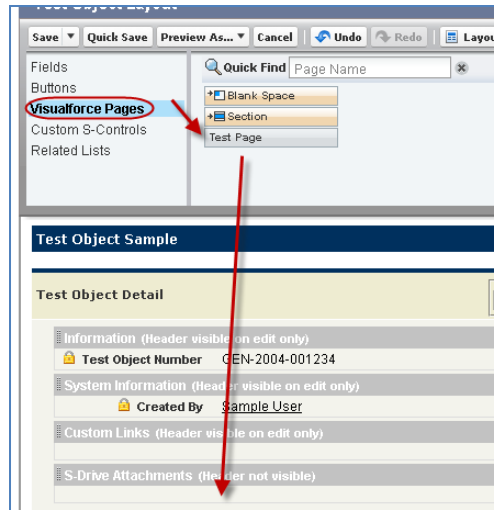 Test Object Layout
Save Quick Save Preview As... Cancel Undo Redo Layou
Fields
Buttons
Visualforce Pages
Custom S-Controls
Related Lists
Quick Find Page Name
Blank Space
Section
Test Page
Test Object Sample
Test Object Detail
Information (Header visible on edit only)
Test Object Number GEN-2004-001234
System Information (Header visible on edit only)
Created By Sample User
Custom Links (Header visible on edit only)
S-Drive Attachments (Header not visible)